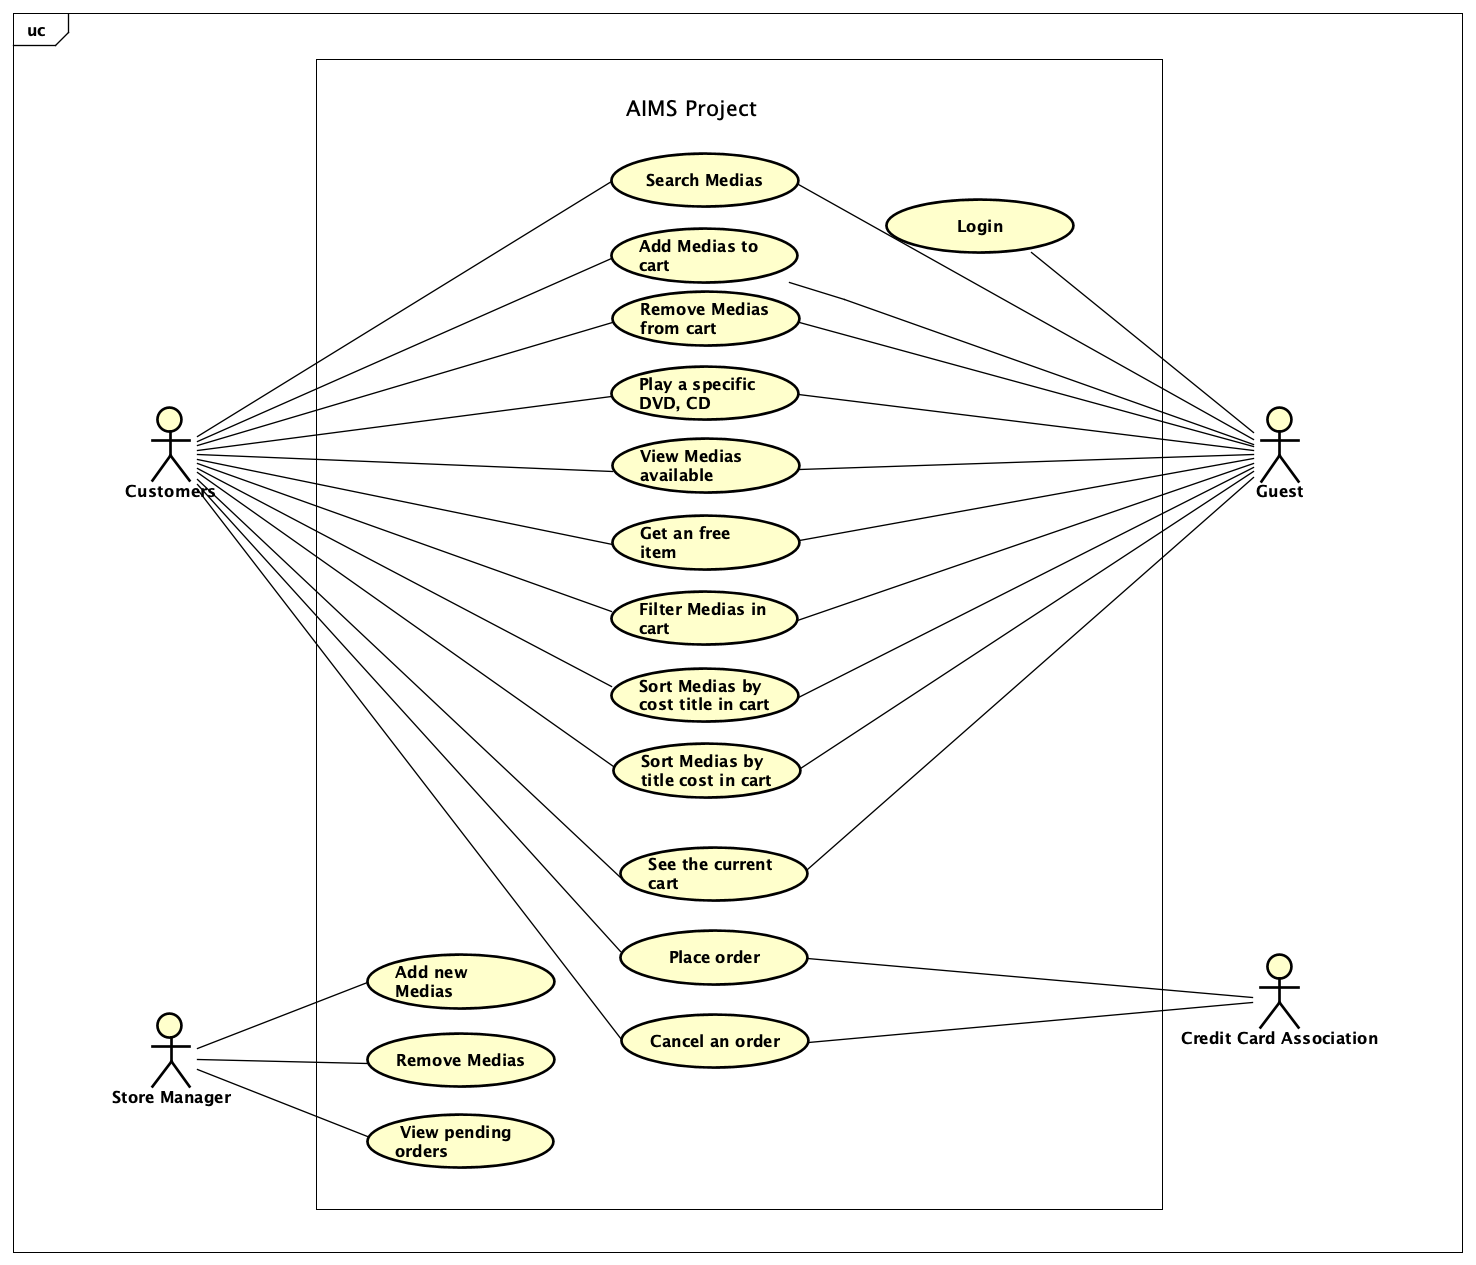 uc
AIMS Project
Search Medias
Login
Add Medias to
cart
Remove Medias
from cart
Play a specific
DVD, CD
View Medias
available
Customers
Guest
Get an free
item
Filter Medias in
cart
Sort Medias by
cost title in cart
Sort Medias by
title cost in cart
See the current
cart
Place order
Add new
Medias
Cancel an order
Credit Card Association
Remove Medias
Store Manager
View pending
orders